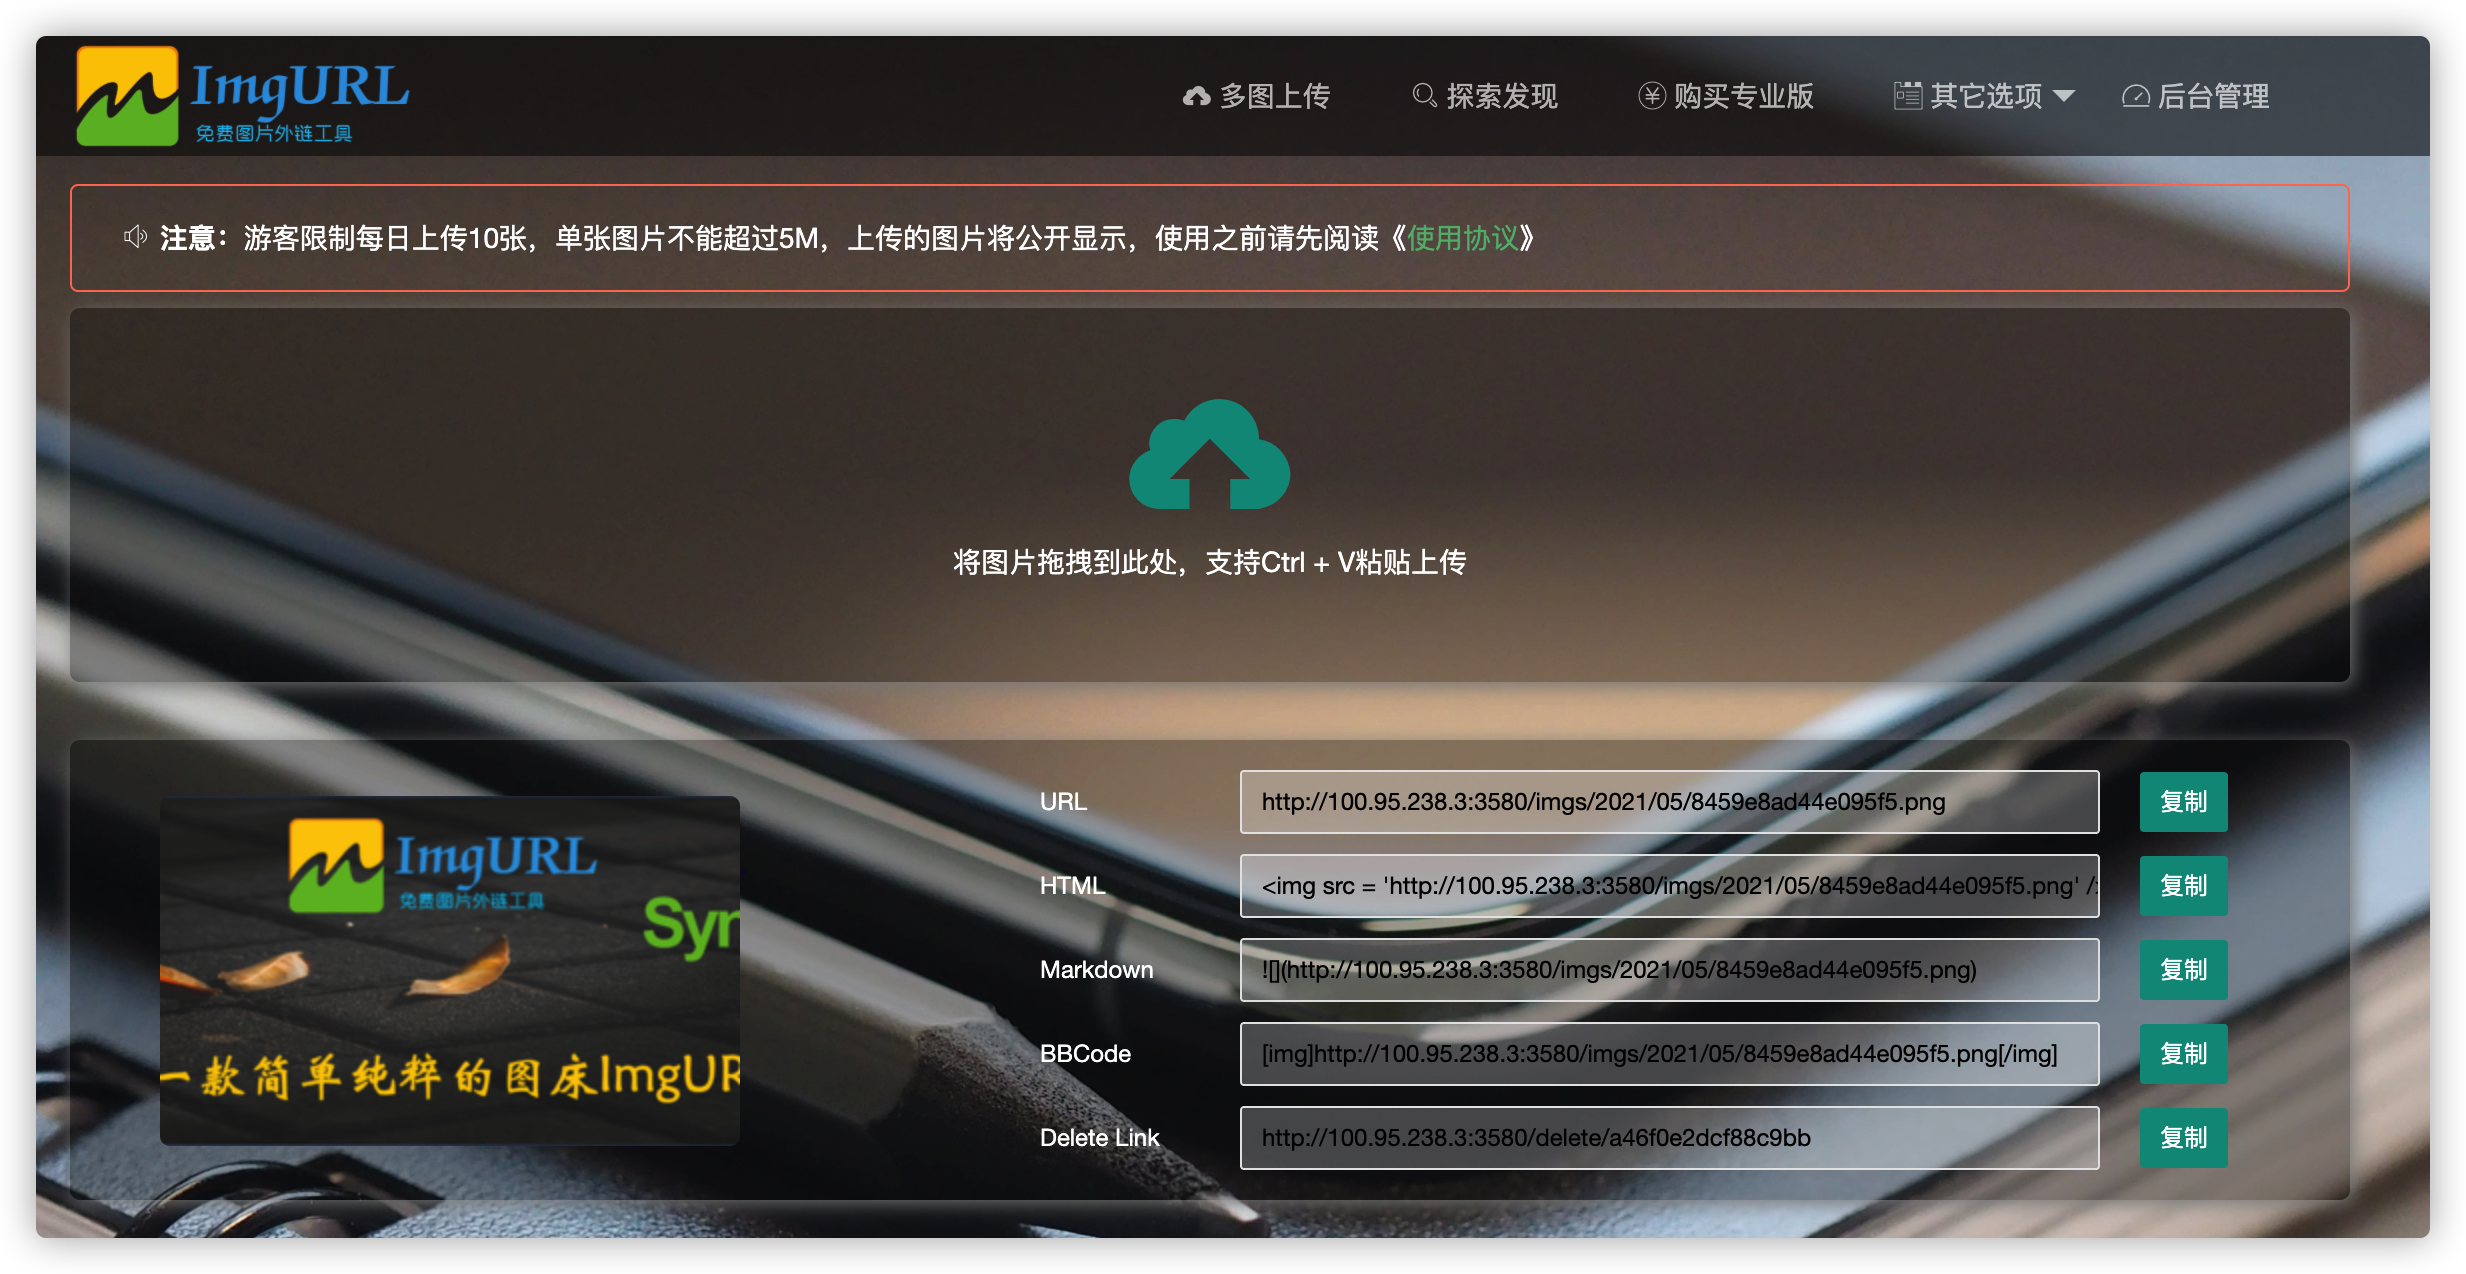 ImgURL
免费图片外链工具
多图上传 探索发现 购买专业版 其它选项 后台管理
注意：游客限制每日上传10张，单张图片不能超过5M，上传的图片将公开显示，使用之前请先阅读《使用协议》
将图片拖拽到此处，支持Ctrl + V粘贴上传
ImgURL
免费图片外链工具
Syn
一款简单纯粹的图床ImgUR
URL http://100.95.238.3:3580/imgs/2021/05/8459e8ad44e095f5.png 复制
HTML <img src = 'http://100.95.238.3:3580/imgs/2021/05/8459e8ad44e095f5.png' /> 复制
Markdown ![](http://100.95.238.3:3580/imgs/2021/05/8459e8ad44e095f5.png) 复制
BBCode [img]http://100.95.238.3:3580/imgs/2021/05/8459e8ad44e095f5.png[/img] 复制
Delete Link http://100.95.238.3:3580/delete/a46f0e2dcf88c9bb 复制